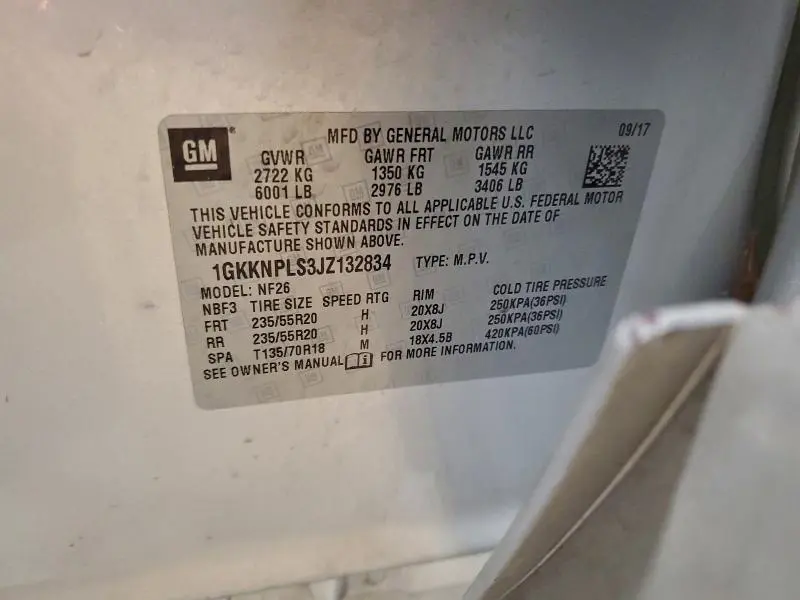 GM
MFD BY GENERAL MOTORS LLC 09/17
GVWR GAWR FRT GAWR RR
2722 KG 1350 KG 1545 KG
6001 LB 2976 LB 3406 LB
THIS VEHICLE CONFORMS TO ALL APPLICABLE U.S. FEDERAL MOTOR
VEHICLE SAFETY STANDARDS IN EFFECT ON THE DATE OF
MANUFACTURE SHOWN ABOVE.
1GKKNPLS3JZ132834 TYPE: M.P.V.
MODEL: NF26
NBF3 TIRE SIZE SPEED RTG RIM COLD TIRE PRESSURE
FRT 235/55R20 H 20X8J 250KPA(36PSI)
RR 235/55R20 H 20X8J 250KPA(36PSI)
SPA T135/70R18 M 18X4.5B 420KPA(60PSI)
SEE OWNER'S MANUAL FOR MORE INFORMATION.